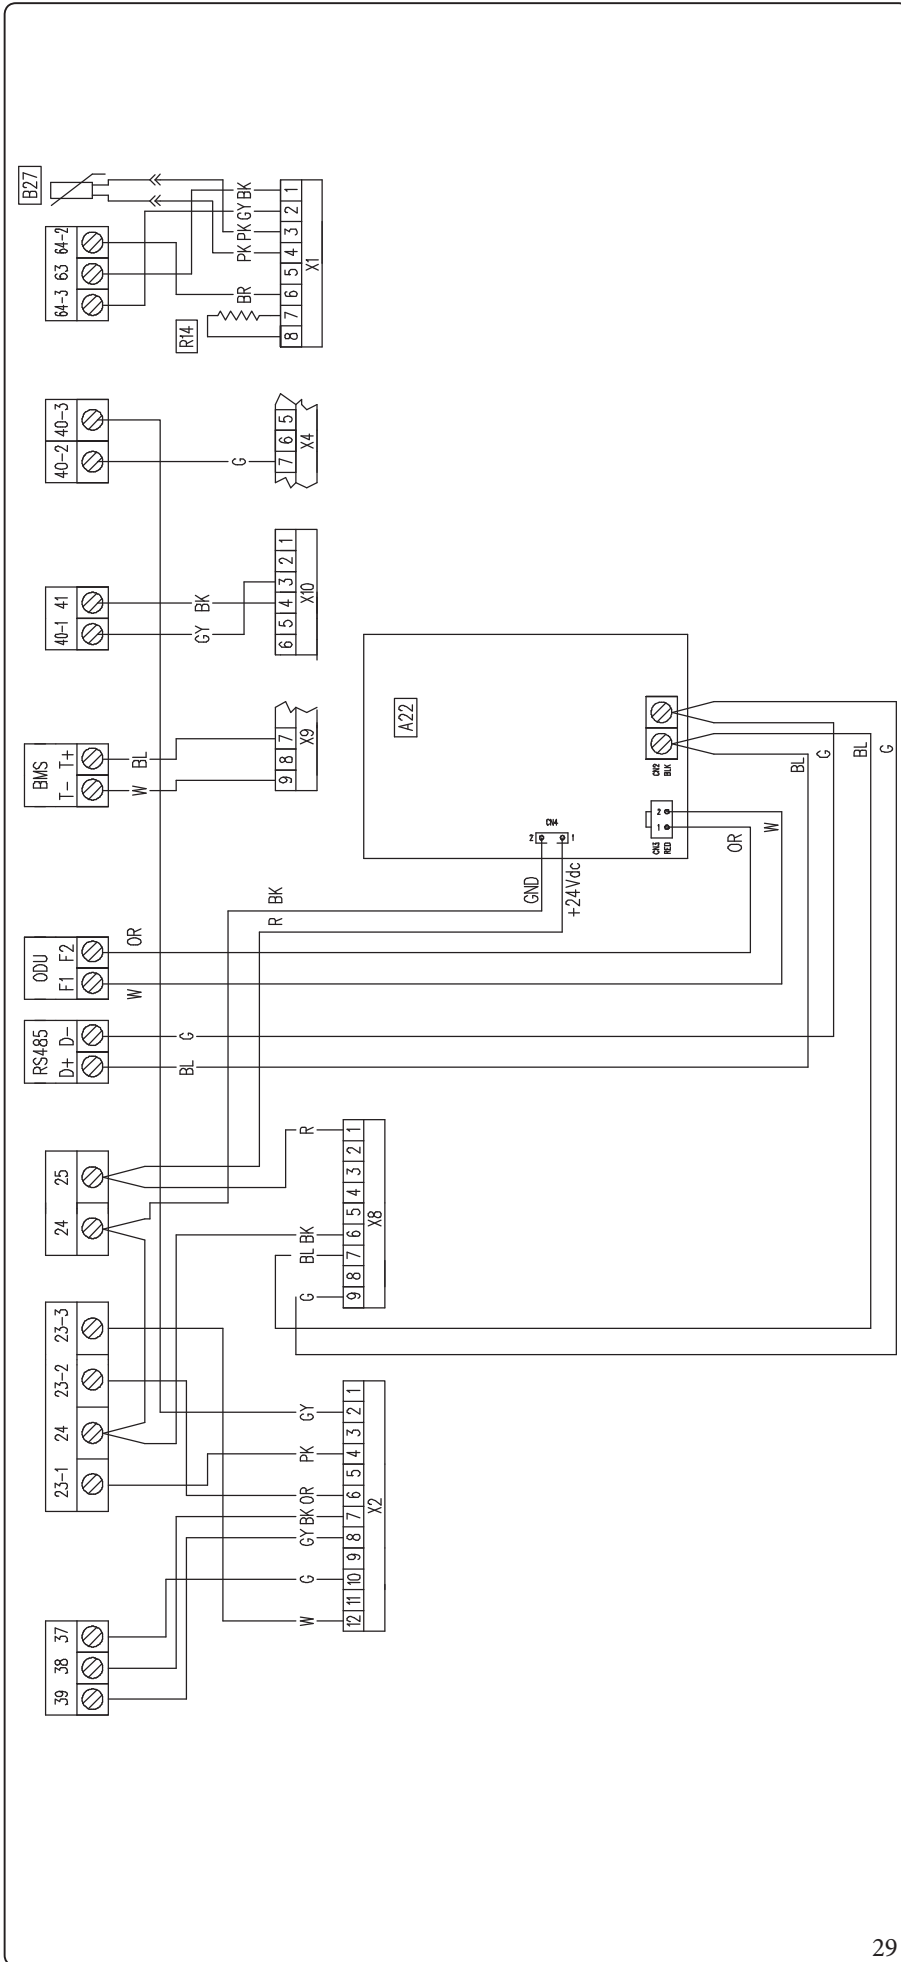 B27
64-3 63 64-2
BK
GY
PK
PK
BR
R14
8 7 6 5 4 3 2 1
X1
40-2 40-3
G
7 6 5
X4
40-1 41
GY
BK
6 5 4 3 2 1
X10
BMS
T- T+
W
BL
9 8 7
X9
A22
CN2
BLK
CN3
RED
1 2
CN4
2 1
GND
+24Vdc
OR
W
BL
G
BL
G
R
BK
ODU
F1 F2
W
OR
RS485
D+ D-
BL
G
24 25
R
BK
BL
G
9 8 7 6 5 4 3 2 1
X8
23-1 24 23-2 23-3
GY
PK
OR
BK
GY
G
W
12 11 10 9 8 7 6 5 4 3 2 1
X2
39 38 37
29